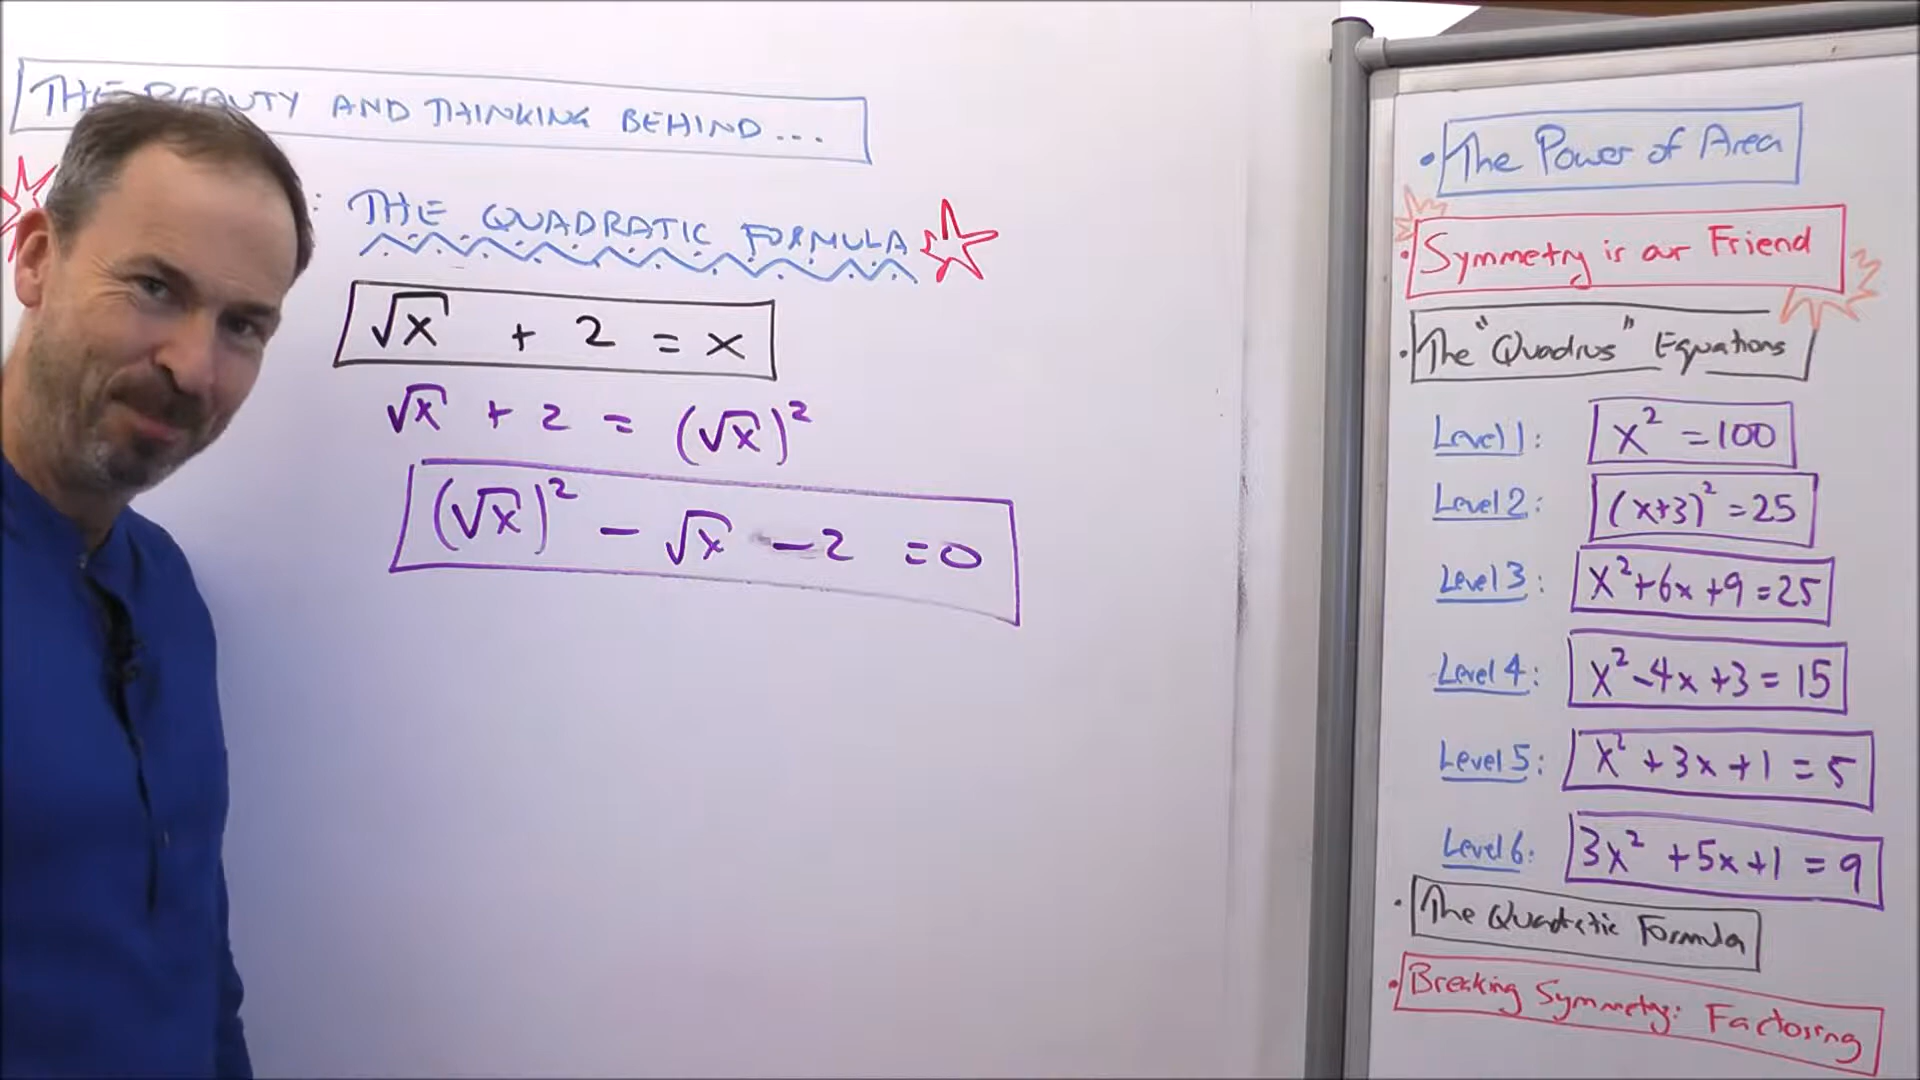 THE BEAUTY AND THINKING BEHIND...
: THE QUADRATIC FORMULA
√x + 2 = x
√x + 2 = (√x)²
(√x)² - √x - 2 = 0
• The Power of Area
• Symmetry is our Friend
• The "Quadrus" Equations
Level 1: x² = 100
Level 2: (x+3)² = 25
Level 3: x² + 6x + 9 = 25
Level 4: x² - 4x + 3 = 15
Level 5: x² + 3x + 1 = 5
Level 6: 3x² + 5x + 1 = 9
• The Quadratic Formula
• Breaking Symmetry: Factoring